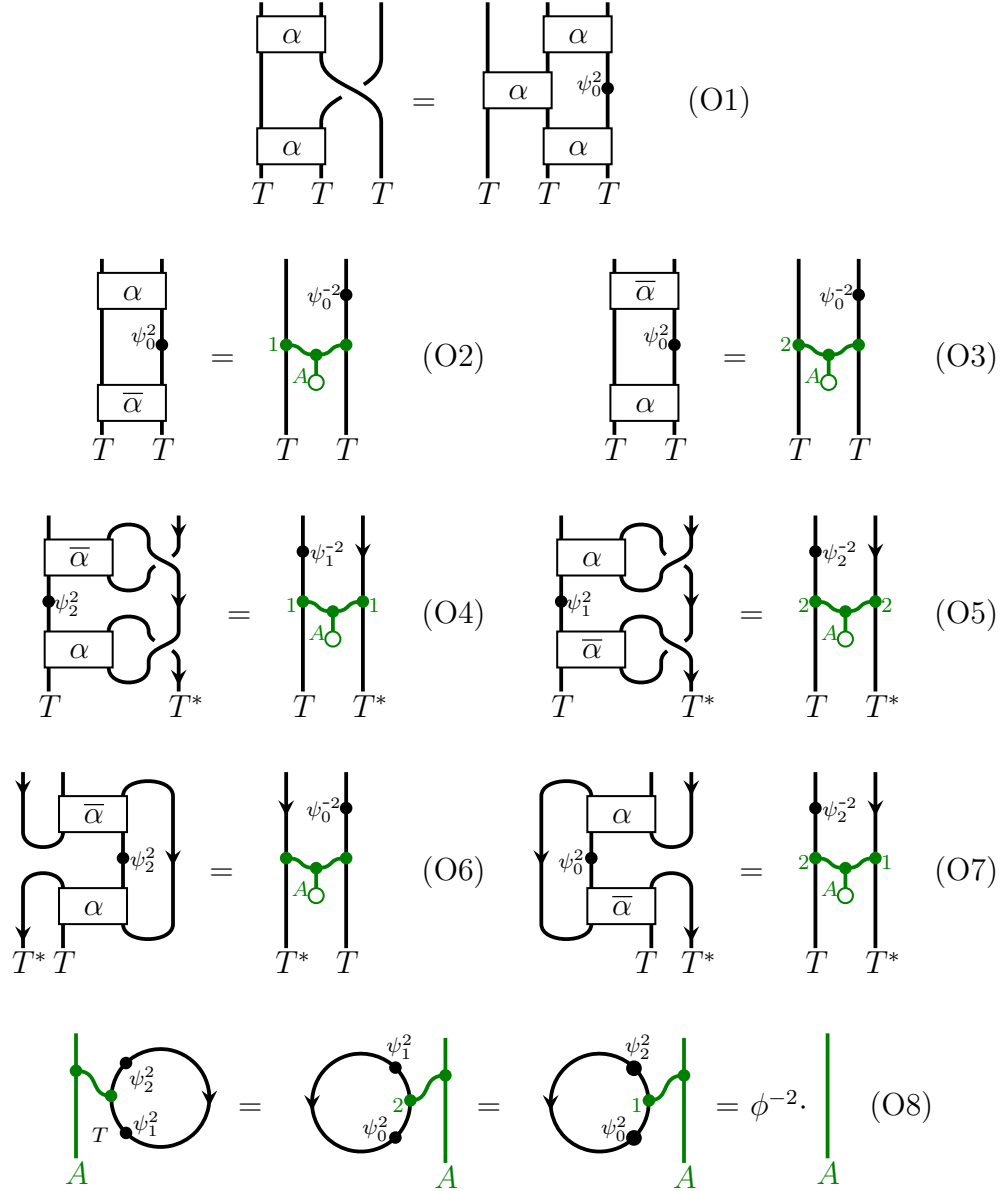 α α
α ψ₀² = (O1)
α α
T T T T T T
α ψ₀² ᾱ = 1 ψ₀⁻² A (O2) ᾱ ψ₀² α = 2 ψ₀⁻² A (O3)
T T T T T T T T
ᾱ ψ₂² α = ψ₁⁻² 1 1 A (O4) α ψ₁² ᾱ = ψ₂⁻² 2 2 A (O5)
T T* T T* T T* T T*
ᾱ ψ₂² α = ψ₀⁻² A (O6) α ψ₀² ᾱ = ψ₂⁻² 2 1 A (O7)
T* T T* T T T* T T*
ψ₂² ψ₁² T = ψ₁² 2 ψ₀² = ψ₂² 1 ψ₀² = ϕ⁻²· (O8)
A A A A